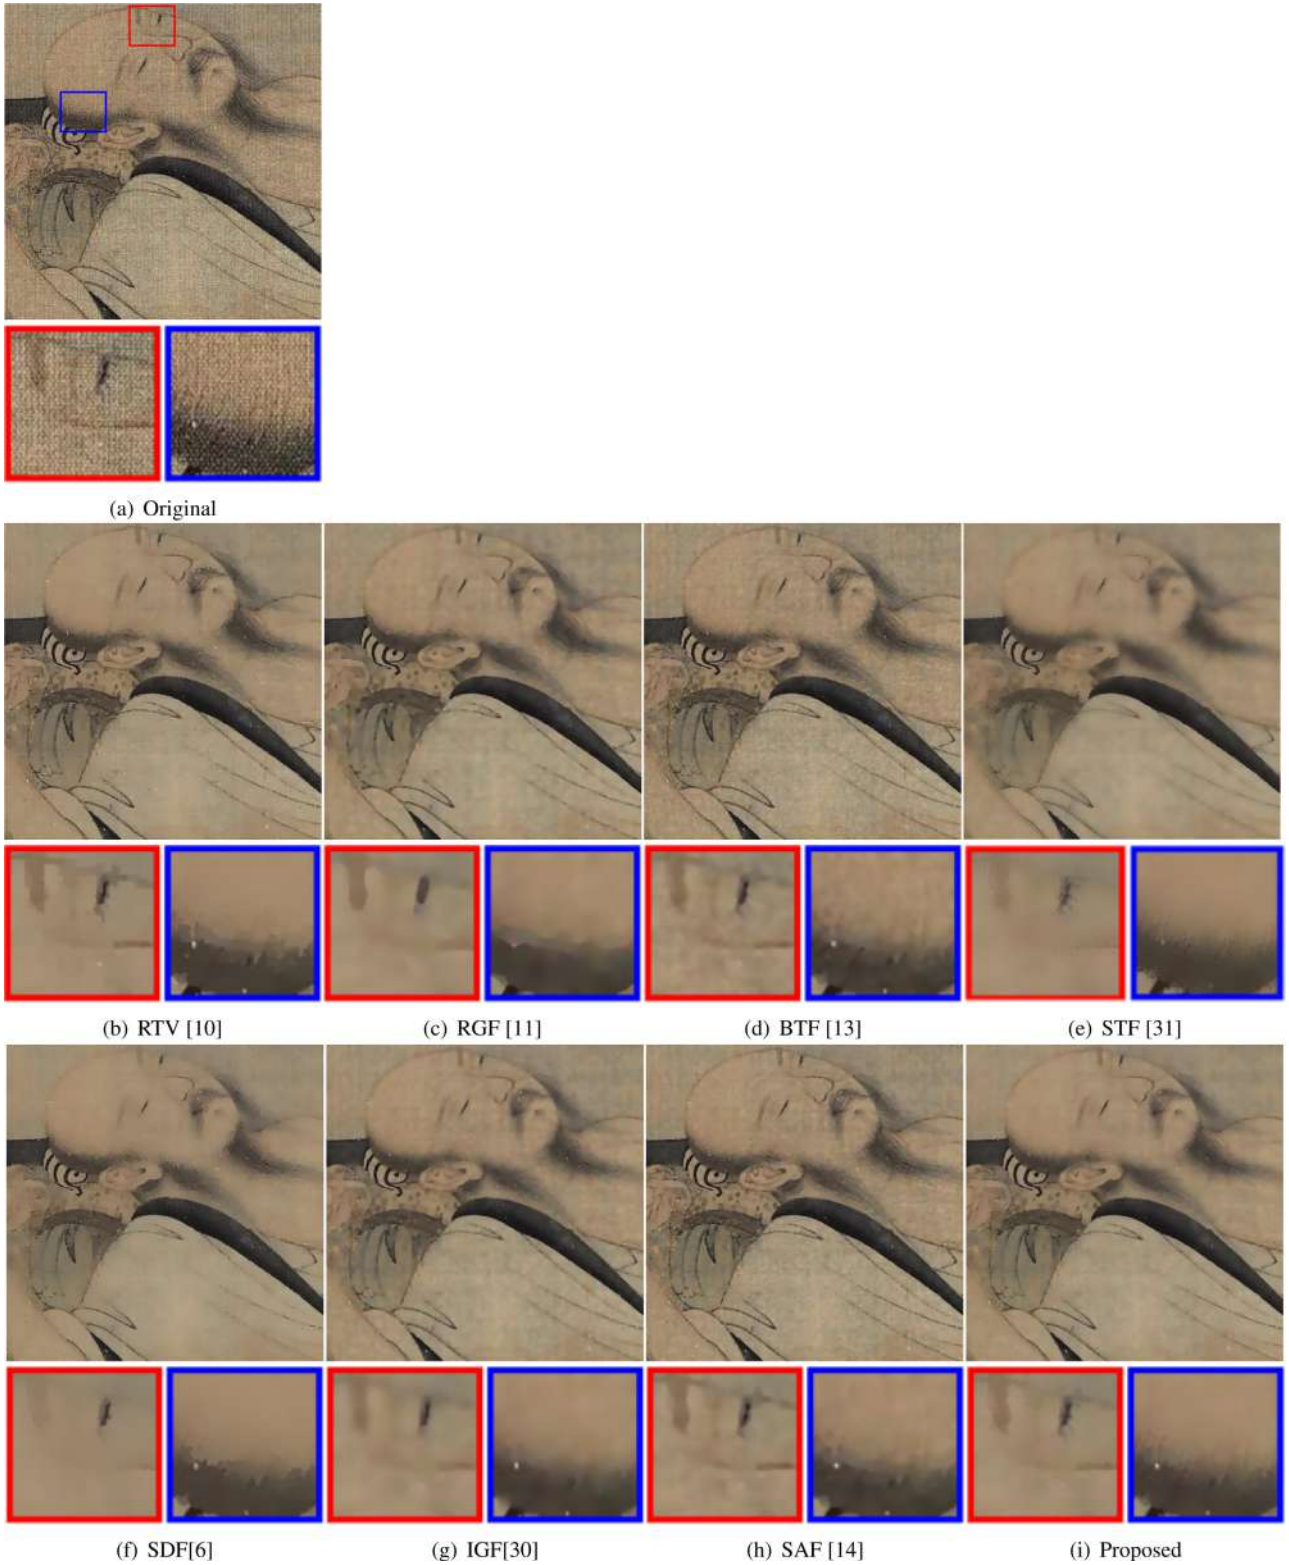 (a) Original
(b) RTV [10]
(c) RGF [11]
(d) BTF [13]
(e) STF [31]
(f) SDF[6]
(g) IGF[30]
(h) SAF [14]
(i) Proposed